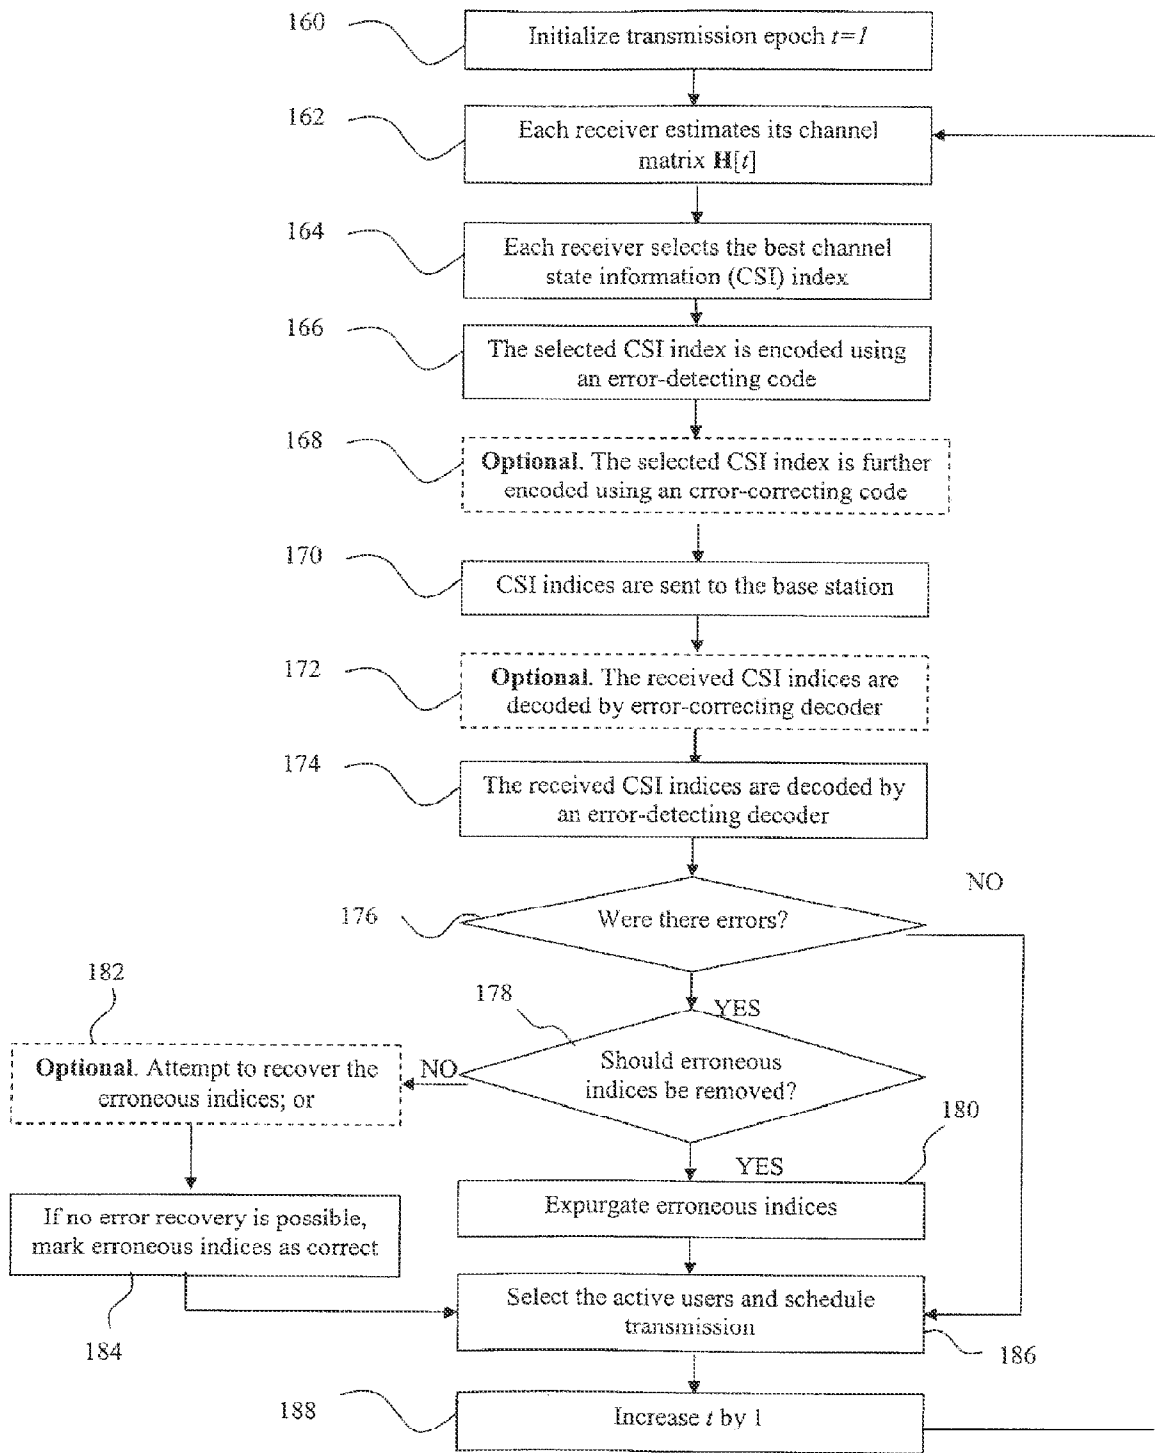 160
Initialize transmission epoch t=1
162
Each receiver estimates its channel
matrix H[t]
164
Each receiver selects the best channel
state information (CSI) index
166
The selected CSI index is encoded using
an error-detecting code
168
Optional. The selected CSI index is further
encoded using an error-correcting code
170
CSI indices are sent to the base station
172
Optional. The received CSI indices are
decoded by error-correcting decoder
174
The received CSI indices are decoded by
an error-detecting decoder
176
Were there errors?
NO
YES
178
Should erroneous
indices be removed?
NO
182
Optional. Attempt to recover the
erroneous indices; or
YES
180
Expurgate erroneous indices
If no error recovery is possible,
mark erroneous indices as correct
184
Select the active users and schedule
transmission
186
188
Increase t by 1